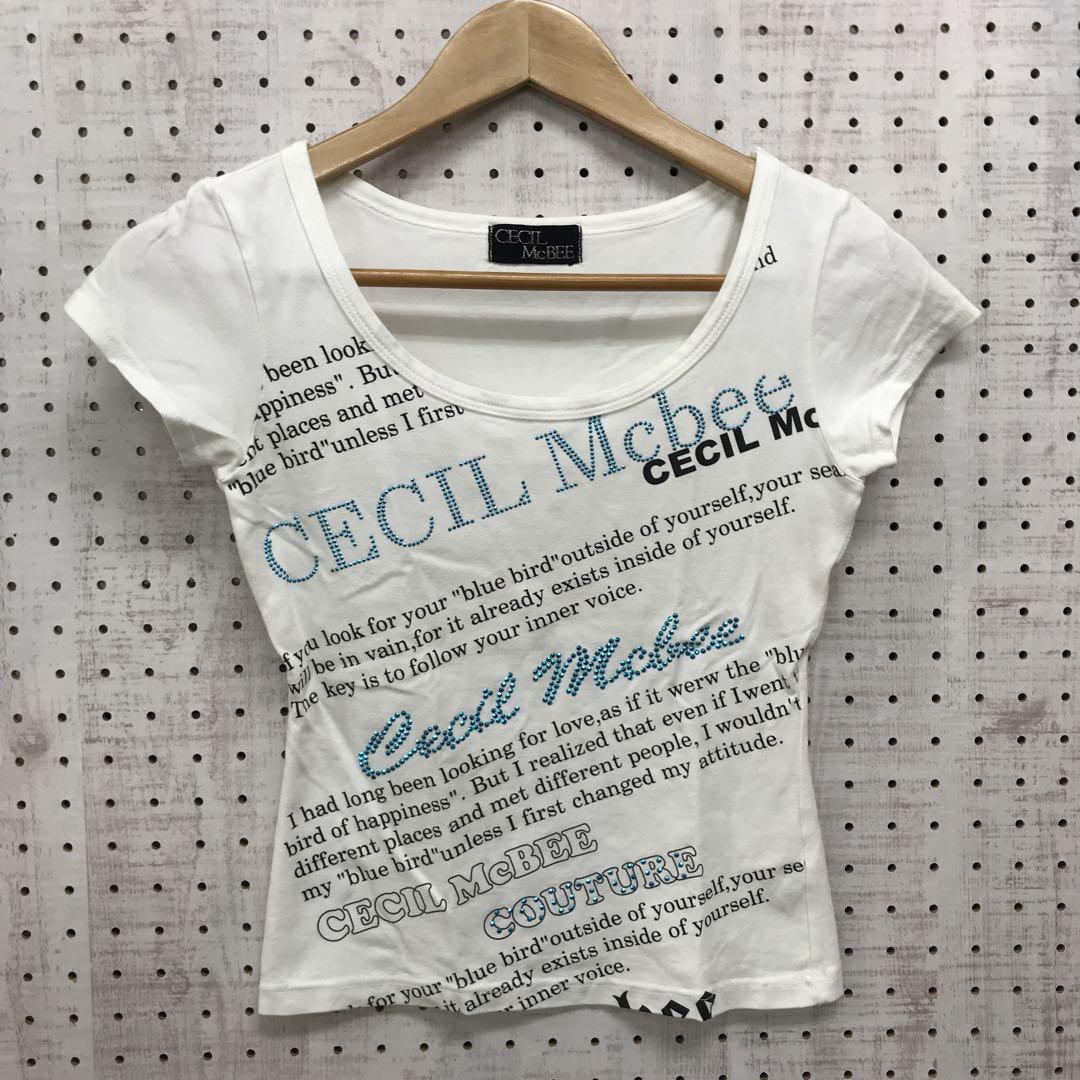 CECIL
McBEE
nd
been look
ppiness". Bu
places and met
"blue bird"unless I first
CECIL Mcbee
CECIL Mc
you look for your "blue bird"outside of yourself,your sea
will be in vain,for it already exists inside of yourself.
The key is to follow your inner voice.
Cecil Mcbee
I had long been looking for love,as if it werw the "blu
bird of happiness". But I realized that even if I went
different places and met different people, I wouldn't
my "blue bird"unless I first changed my attitude.
CECIL McBEE
COUTURE
for your "blue bird"outside of yourself,your se
it already exists inside of yourself.
r inner voice.